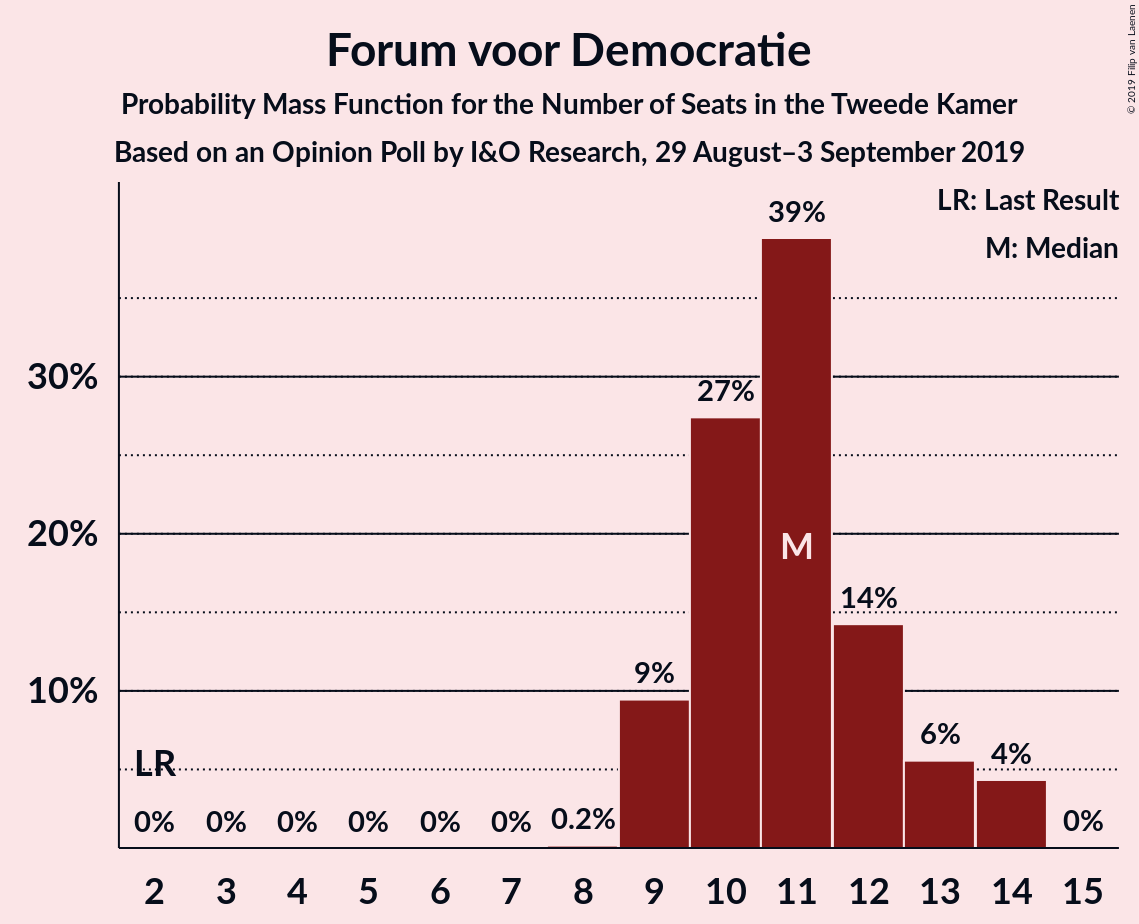 Forum voor Democratie
Probability Mass Function for the Number of Seats in the Tweede Kamer
Based on an Opinion Poll by I&O Research, 29 August–3 September 2019
© 2019 Filip van Laenen
LR: Last Result
M: Median
39%
30%
27%
20%
M
14%
10%
9%
6%
4%
LR
0% 0% 0% 0% 0% 0% 0.2% 0%
2 3 4 5 6 7 8 9 10 11 12 13 14 15